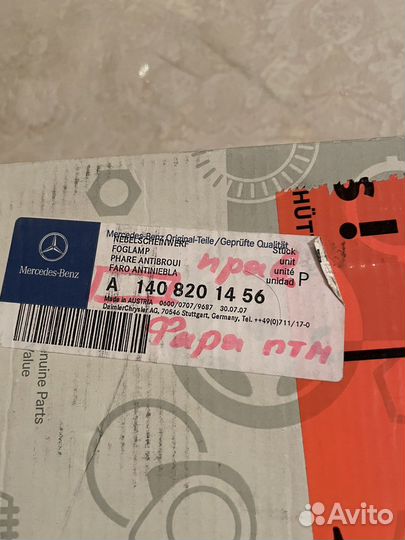 Mercedes-Benz
Mercedes-Benz Original-Teile/Geprüfte Qualität
NEBELSCHEINWERF
FOGLAMP
PHARE ANTIBROUI
FARO ANTINIEBLA
Stück
unit
unité
unidad
P
прав
A 140 820 14 56
Made in AUSTRIA 0600/0707/9687 30.07.07
DaimlerChrysler AG, 70546 Stuttgart, Germany, Tel. ++49(0)711/17-0
Фара птм
enuine Parts
Value
S!
HÜT
Avito